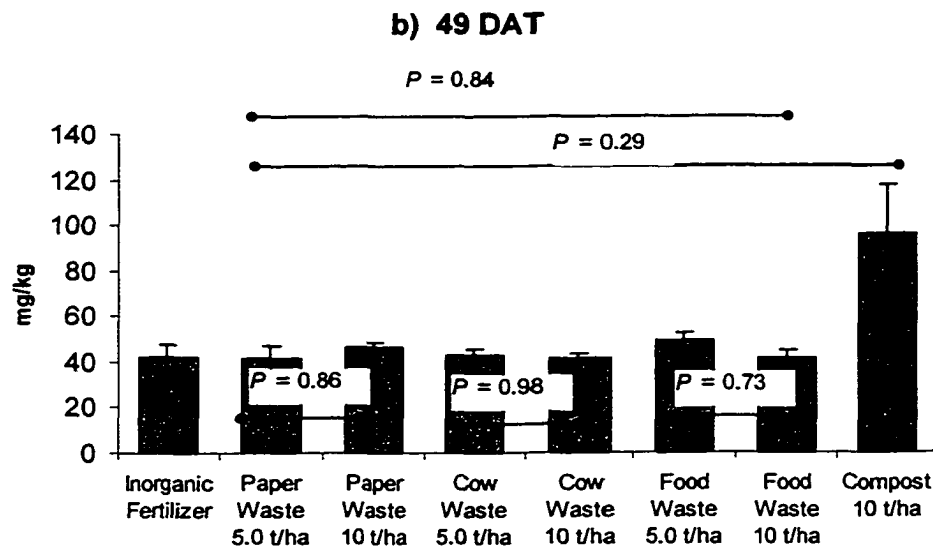 b) 49 DAT
P = 0.84
P = 0.29
140
120
100
80
60
40
20
0
mg/kg
P = 0.86
P = 0.98
P = 0.73
Inorganic
Fertilizer
Paper
Waste
5.0 t/ha
Paper
Waste
10 t/ha
Cow
Waste
5.0 t/ha
Cow
Waste
10 t/ha
Food
Waste
5.0 t/ha
Food
Waste
10 t/ha
Compost
10 t/ha